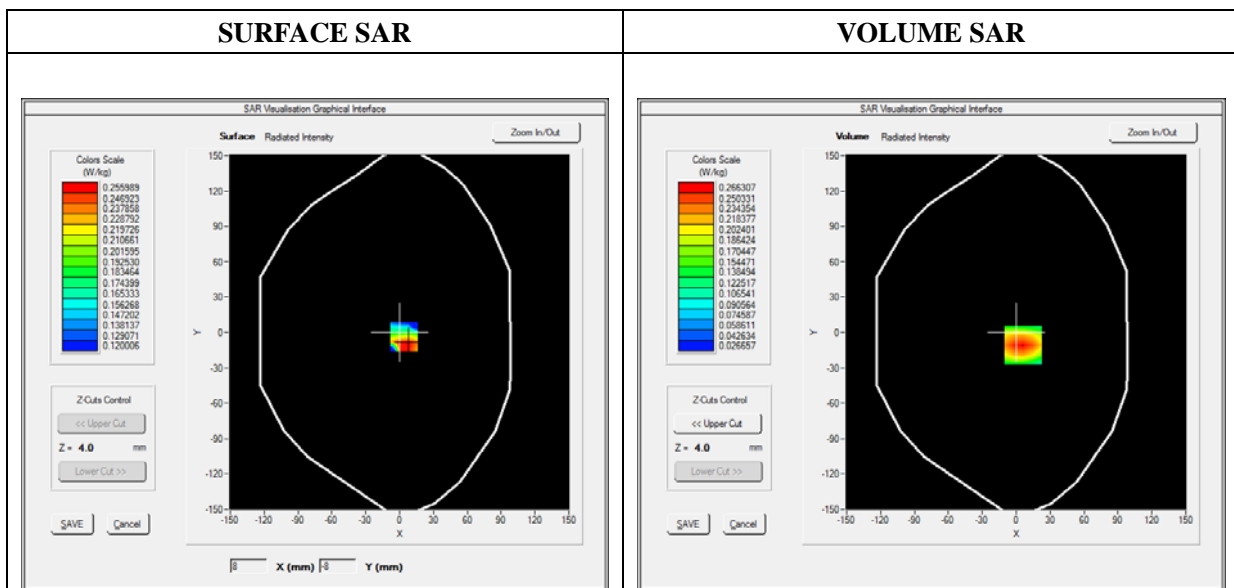 SURFACE SAR
VOLUME SAR
SAR Visualisation Graphical Interface
Surface Radiated Intensity
Zoom In/Out
Colors Scale
(W/kg)
0.255989
0.246923
0.237858
0.228792
0.219726
0.210661
0.201595
0.192530
0.183464
0.174399
0.165333
0.156268
0.147202
0.138137
0.129071
0.120006
Z-Cuts Control
<< Upper Cut
Z = 4.0 mm
Lower Cut >>
SAVE Cancel
150
120
90
60
30
0
-30
-60
-90
-120
-150
Y
-150 -120 -90 -60 -30 0 30 60 90 120 150
X
8 X (mm) -8 Y (mm)
SAR Visualisation Graphical Interface
Volume Radiated Intensity
Zoom In/Out
Colors Scale
(W/kg)
0.266307
0.250331
0.234354
0.218377
0.202401
0.186424
0.170447
0.154471
0.138494
0.122517
0.106541
0.090564
0.074587
0.058611
0.042634
0.026657
Z-Cuts Control
<< Upper Cut
Z = 4.0 mm
Lower Cut >>
SAVE Cancel
150
120
90
60
30
0
-30
-60
-90
-120
-150
Y
-150 -120 -90 -60 -30 0 30 60 90 120 150
X